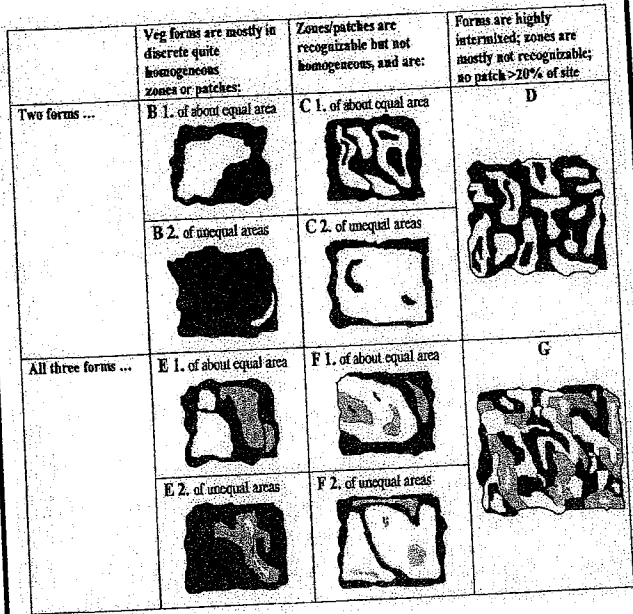 Veg forms are mostly in
discrete quite
homogeneous
zones or patches:
Zones/patches are
recognizable but not
homogeneous, and are:
Forms are highly
intermixed; zones are
mostly not recognizable;
no patch >20% of site
Two forms ...
B 1. of about equal area
C 1. of about equal area
D
B 2. of unequal areas
C 2. of unequal areas
All three forms ...
E 1. of about equal area
F 1. of about equal area
G
E 2. of unequal areas
F 2. of unequal areas